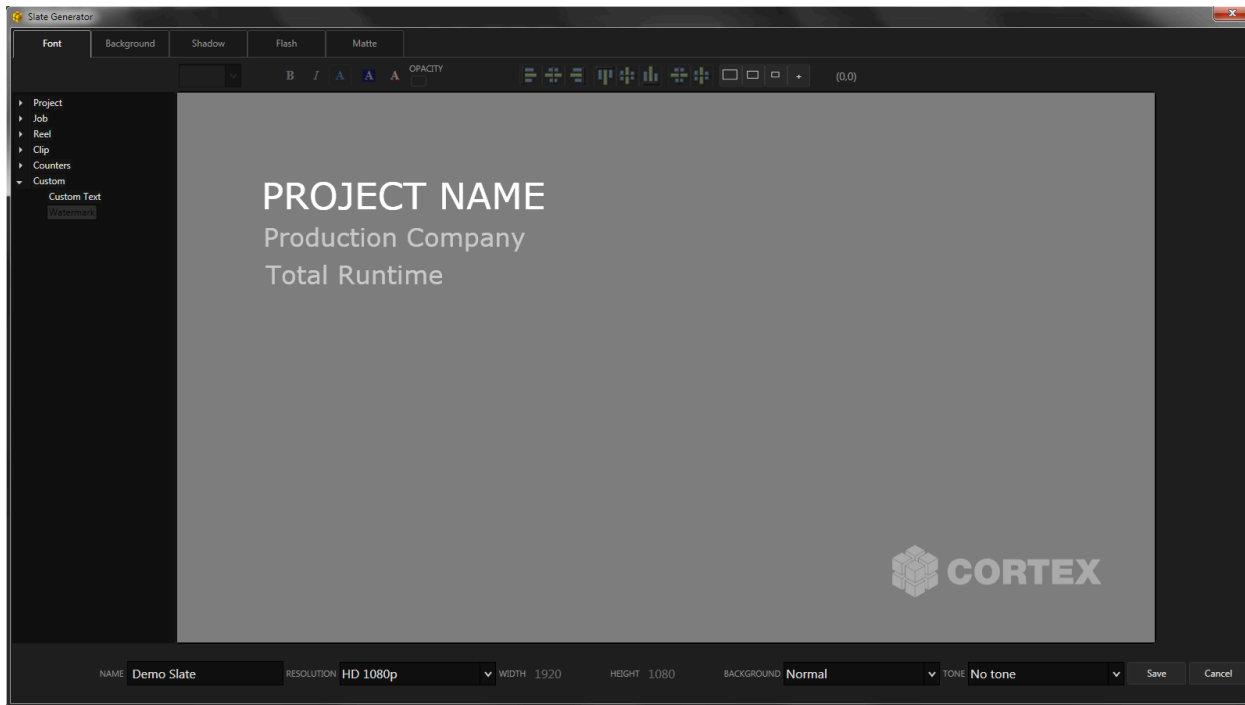 Slate Generator
Font Background Shadow Flash Matte
B I A A A OPACITY + (0,0)
Project
Job
Reel
Clip
Counters
Custom
Custom Text
Watermark
PROJECT NAME
Production Company
Total Runtime
CORTEX
NAME Demo Slate RESOLUTION HD 1080p WIDTH 1920 HEIGHT 1080 BACKGROUND Normal TONE No tone Save Cancel